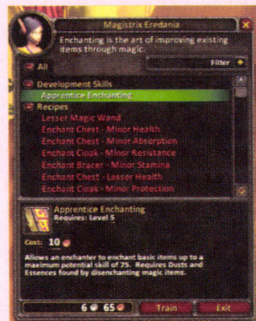 Magistrix Eredania
Enchanting is the art of improving existing
items through magic.
All
Filter
Development Skills
Apprentice Enchanting
Recipes
Lesser Magic Wand
Enchant Chest - Minor Health
Enchant Chest - Minor Absorption
Enchant Cloak - Minor Resistance
Enchant Bracer - Minor Stamina
Enchant Chest - Lesser Health
Enchant Cloak - Minor Protection
Apprentice Enchanting
Requires: Level 5
Cost: 10
Allows an enchanter to enchant basic items up to a
maximum potential skill of 75. Requires Dusts and
Essences found by disenchanting magic items.
6 65 Train Exit